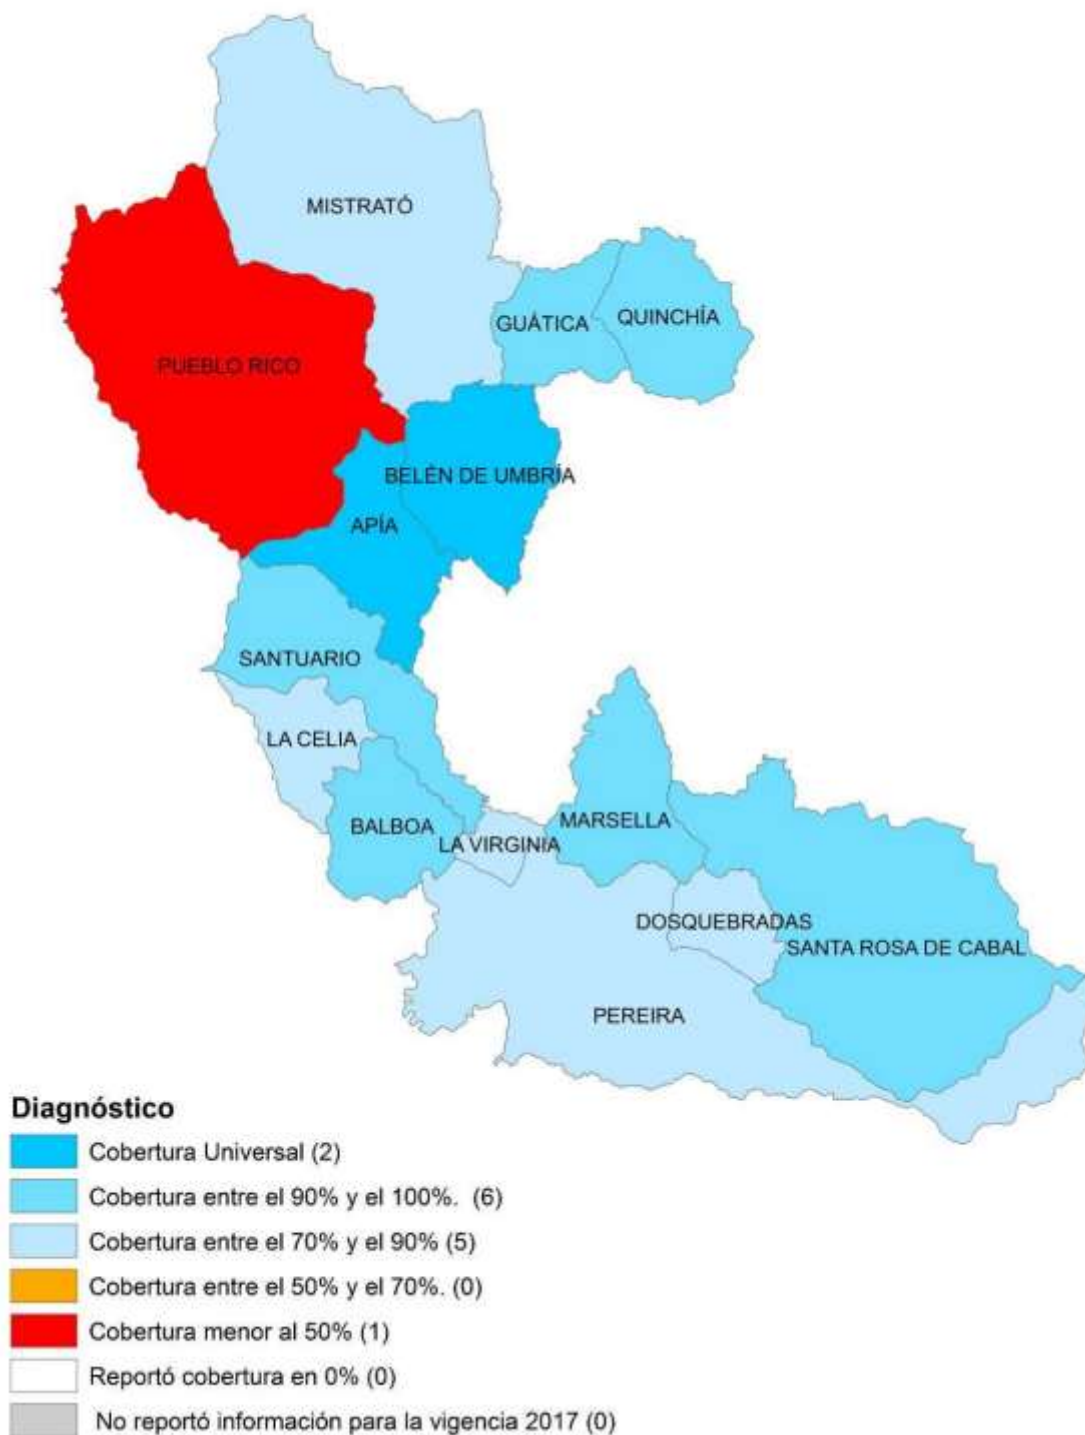 MISTRATÓ
GUÁTICA
QUINCHÍA
PUEBLO RICO
BELÉN DE UMBRÍA
APÍA
SANTUARIO
LA CELIA
BALBOA
MARSELLA
LA VIRGINIA
DOSQUEBRADAS
SANTA ROSA DE CABAL
PEREIRA
Diagnóstico
Cobertura Universal (2)
Cobertura entre el 90% y el 100%. (6)
Cobertura entre el 70% y el 90% (5)
Cobertura entre el 50% y el 70%. (0)
Cobertura menor al 50% (1)
Reportó cobertura en 0% (0)
No reportó información para la vigencia 2017 (0)